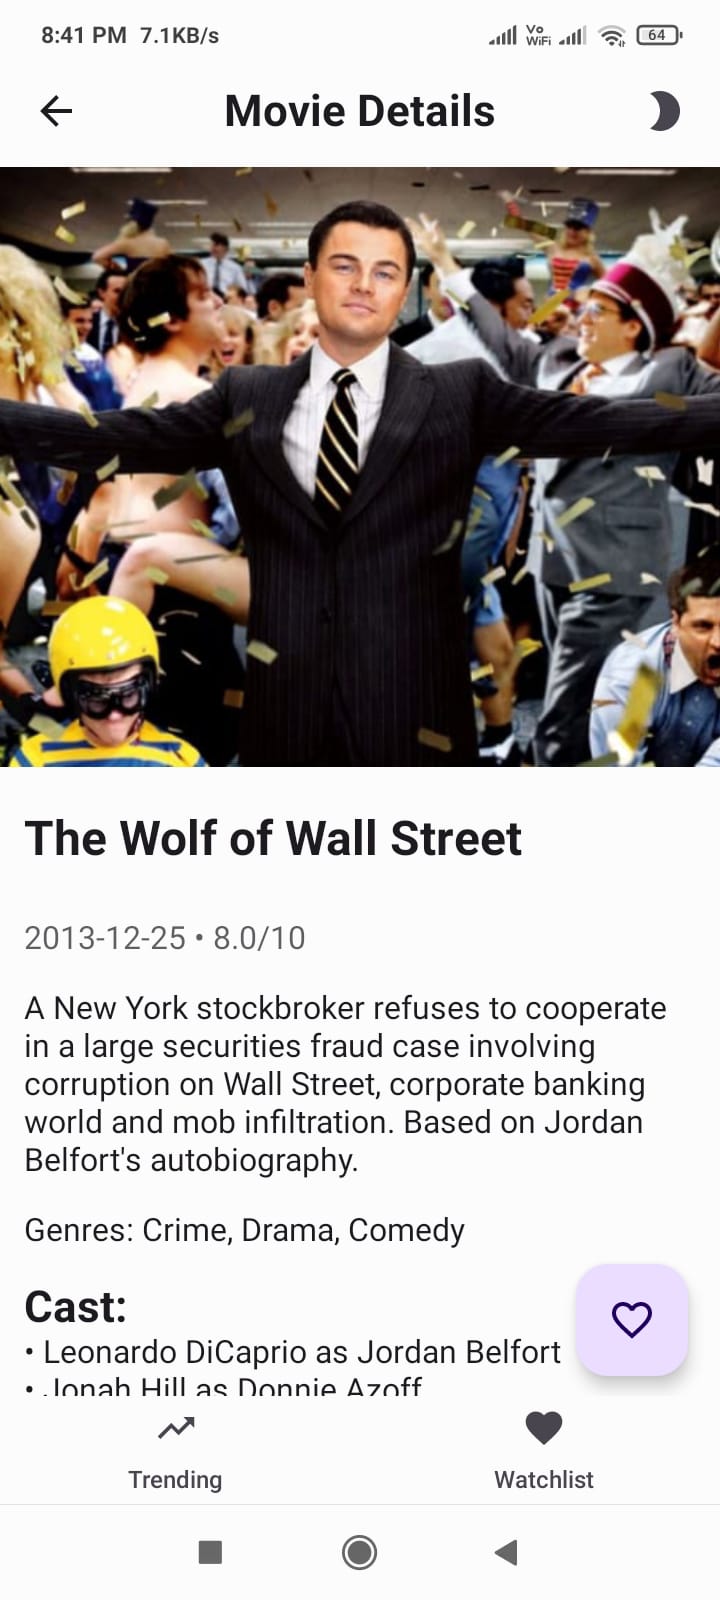 8:41 PM 7.1KB/s
Vo
WiFi
64
Movie Details
The Wolf of Wall Street
2013-12-25 • 8.0/10
A New York stockbroker refuses to cooperate
in a large securities fraud case involving
corruption on Wall Street, corporate banking
world and mob infiltration. Based on Jordan
Belfort's autobiography.
Genres: Crime, Drama, Comedy
Cast:
• Leonardo DiCaprio as Jordan Belfort
• Jonah Hill as Donnie Azoff
Trending
Watchlist